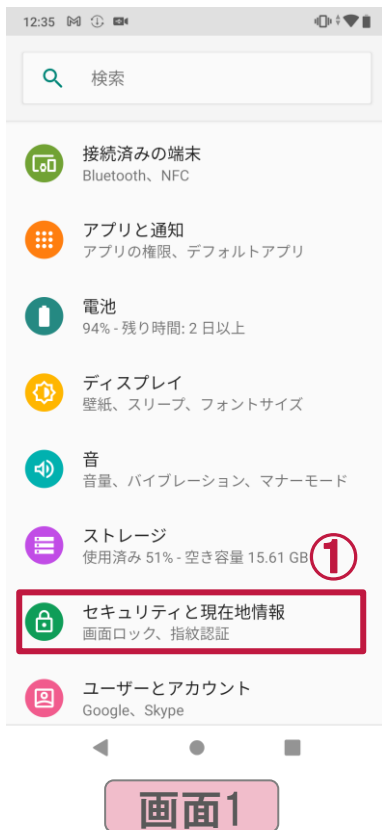 12:35
検索
接続済みの端末
Bluetooth、NFC
アプリと通知
アプリの権限、デフォルトアプリ
電池
94% - 残り時間: 2 日以上
ディスプレイ
壁紙、スリープ、フォントサイズ
音
音量、バイブレーション、マナーモード
ストレージ
使用済み 51% - 空き容量 15.61 GB
①
セキュリティと現在地情報
画面ロック、指紋認証
ユーザーとアカウント
Google、Skype
画面1